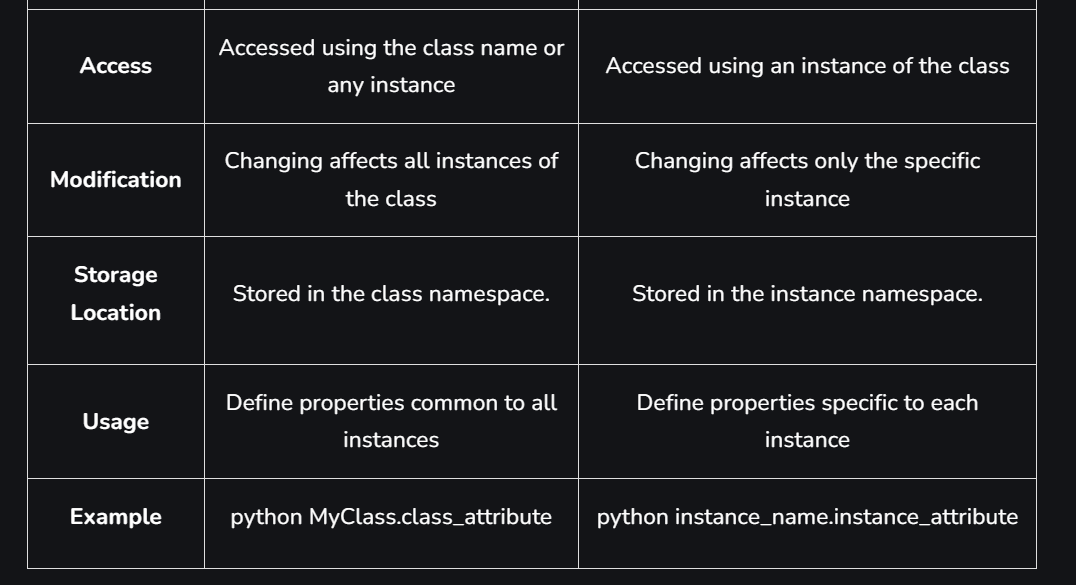 Access
Accessed using the class name or
any instance
Accessed using an instance of the class
Modification
Changing affects all instances of
the class
Changing affects only the specific
instance
Storage
Location
Stored in the class namespace.
Stored in the instance namespace.
Usage
Define properties common to all
instances
Define properties specific to each
instance
Example
python MyClass.class_attribute
python instance_name.instance_attribute